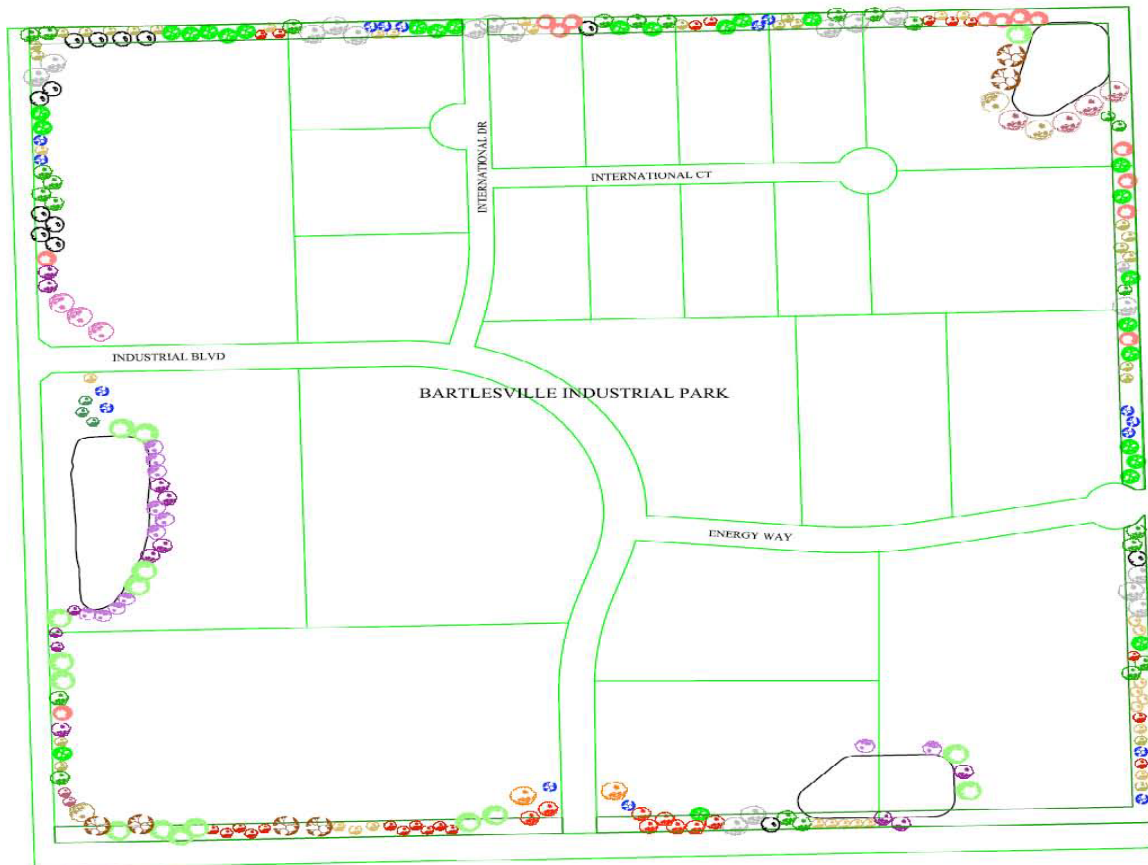 INTERNATIONAL DR
INTERNATIONAL CT
INDUSTRIAL BLVD
BARTLESVILLE INDUSTRIAL PARK
ENERGY WAY